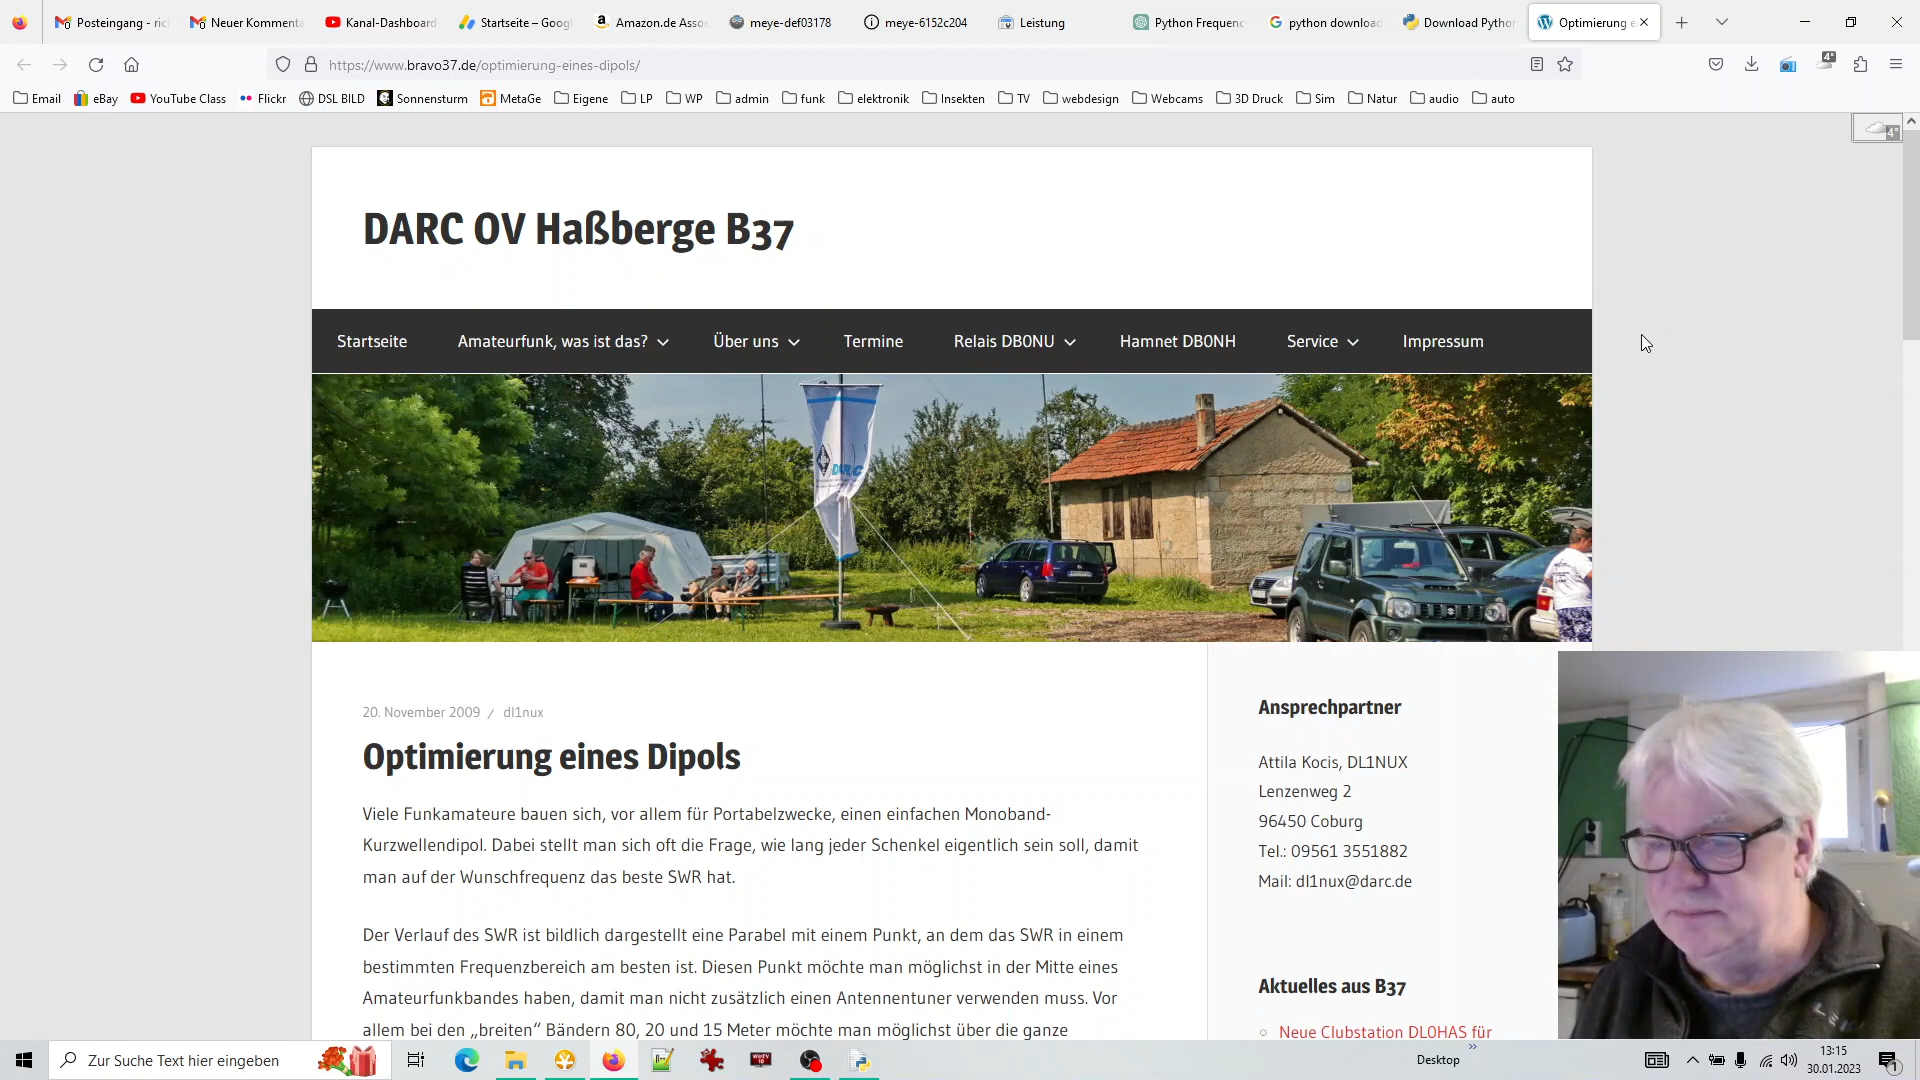 Posteingang - ric
Neuer Kommenta
Kanal-Dashboard
Startseite – Googl
Amazon.de Asso
meye-def03178
meye-6152c204
Leistung
Python Frequenc
python download
Download Python
Optimierung e
https://www.bravo37.de/optimierung-eines-dipols/
4°
Email
eBay
YouTube Class
Flickr
DSL BILD
Sonnensturm
MetaGe
Eigene
LP
WP
admin
funk
elektronik
Insekten
TV
webdesign
Webcams
3D Druck
Sim
Natur
audio
auto
4°
DARC OV Haßberge B37
Startseite
Amateurfunk, was ist das?
Über uns
Termine
Relais DB0NU
Hamnet DB0NH
Service
Impressum
DARC
20. November 2009 / dl1nux
Optimierung eines Dipols
Viele Funkamateure bauen sich, vor allem für Portabelzwecke, einen einfachen Monoband-
Kurzwellendipol. Dabei stellt man sich oft die Frage, wie lang jeder Schenkel eigentlich sein soll, damit
man auf der Wunschfrequenz das beste SWR hat.
Der Verlauf des SWR ist bildlich dargestellt eine Parabel mit einem Punkt, an dem das SWR in einem
bestimmten Frequenzbereich am besten ist. Diesen Punkt möchte man möglichst in der Mitte eines
Amateurfunkbandes haben, damit man nicht zusätzlich einen Antennentuner verwenden muss. Vor
allem bei den „breiten“ Bändern 80, 20 und 15 Meter möchte man möglichst über die ganze
Ansprechpartner
Attila Kocis, DL1NUX
Lenzenweg 2
96450 Coburg
Tel.: 09561 3551882
Mail: dl1nux@darc.de
Aktuelles aus B37
Neue Clubstation DL0HAS für
Zur Suche Text hier eingeben
Desktop
13:15
30.01.2023
1